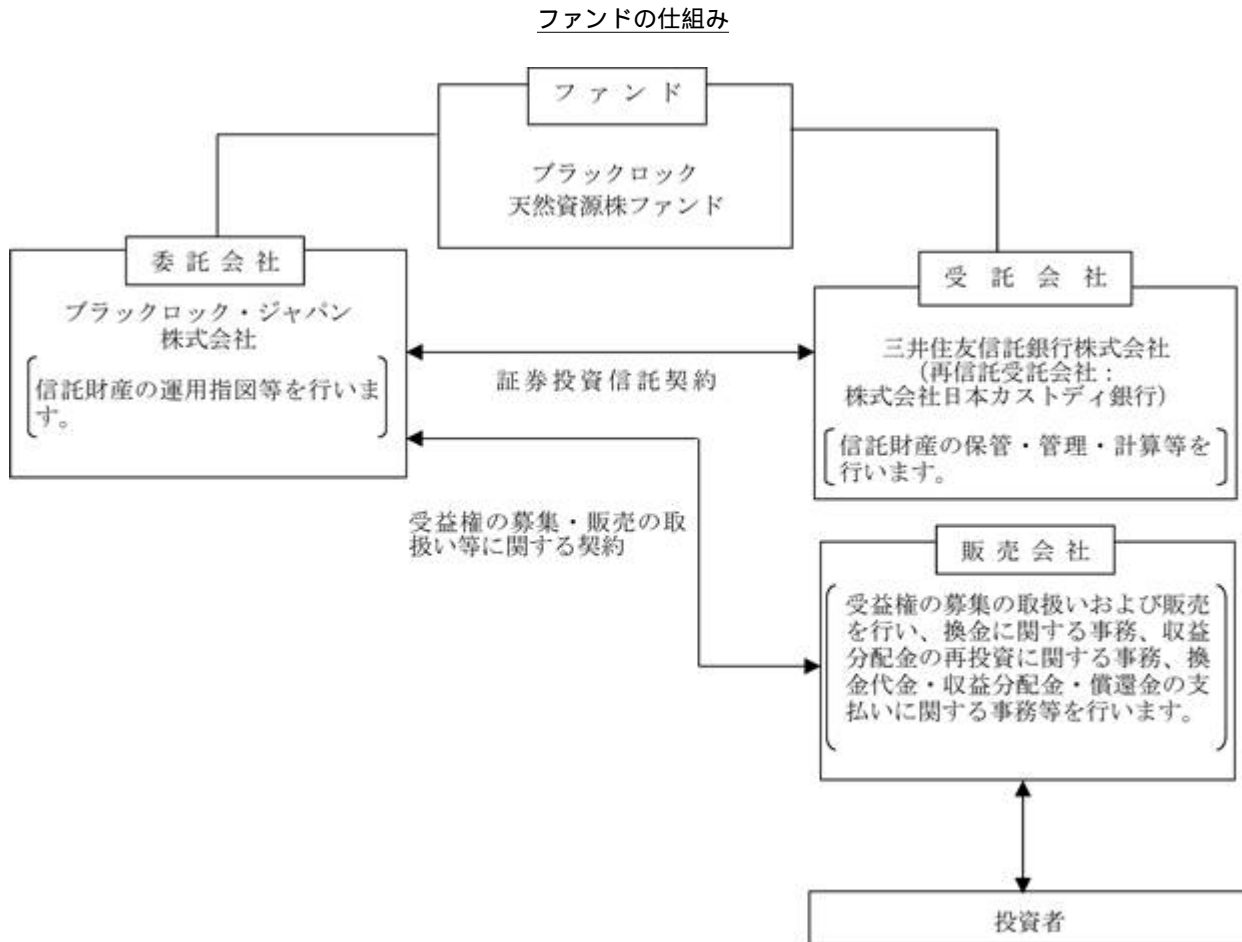 ファンドの仕組み
ファンド
ブラックロック
天然資源株ファンド
委託会社
ブラックロック・ジャパン
株式会社
信託財産の運用指図等を行いま
す。
証券投資信託契約
受託会社
三井住友信託銀行株式会社
（再信託受託会社：
株式会社日本カストディ銀行）
信託財産の保管・管理・計算等を
行います。
受益権の募集・販売の取
扱い等に関する契約
販売会社
受益権の募集の取扱いおよび販売
を行い、換金に関する事務、収益
分配金の再投資に関する事務、換
金代金・収益分配金・償還金の支
払いに関する事務等を行います。
投資者